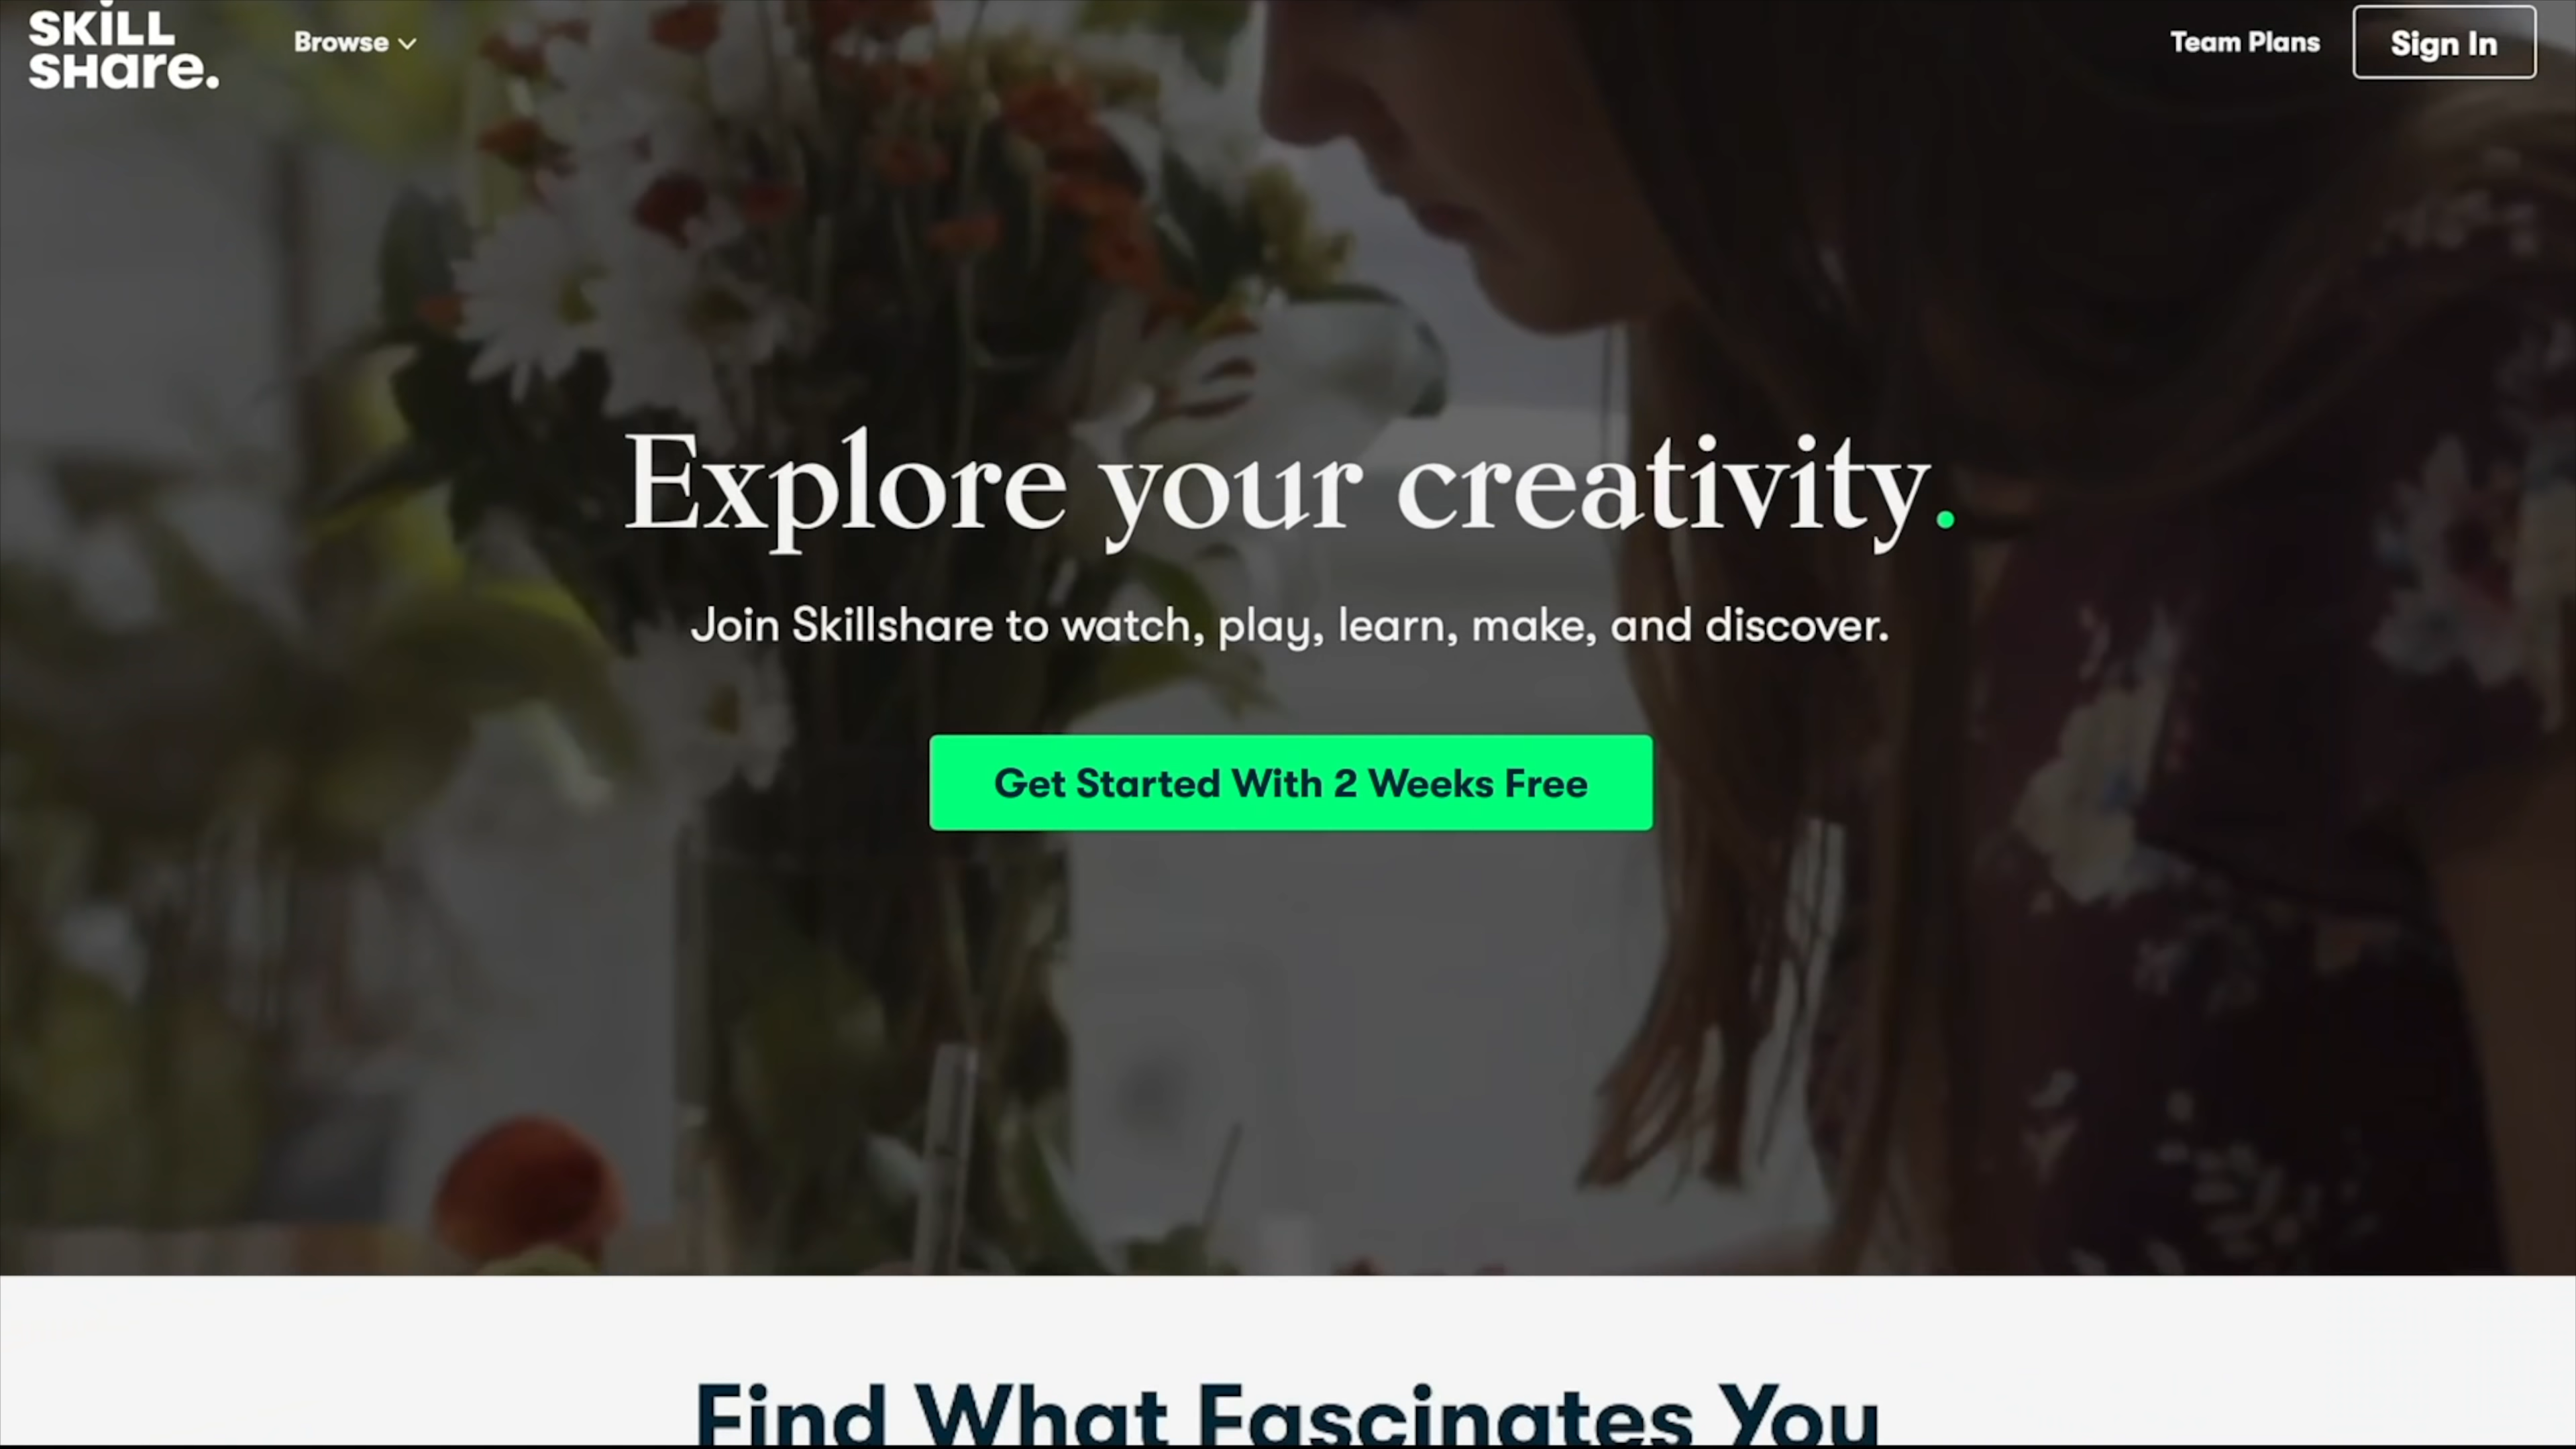 SKiLL
SHare.
Browse
Team Plans
Sign In
Explore your creativity.
Join Skillshare to watch, play, learn, make, and discover.
Get Started With 2 Weeks Free
Find What Fascinates You